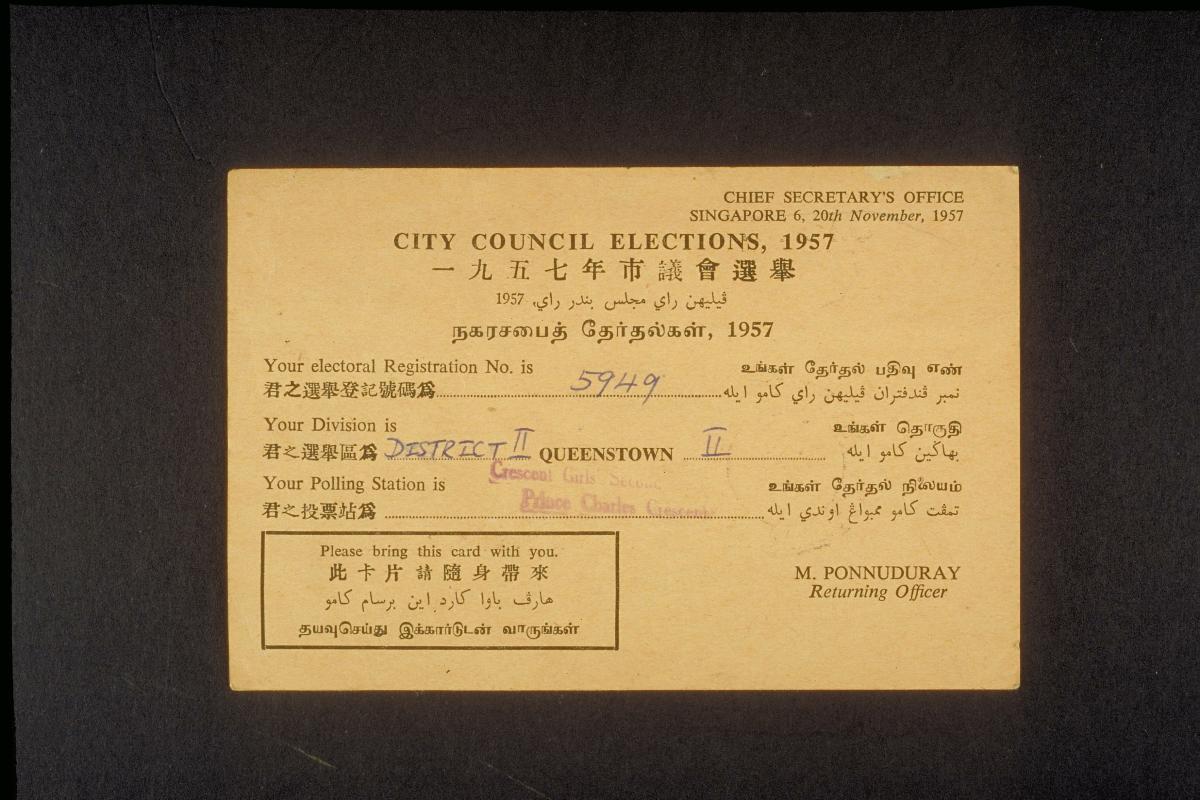 CHIEF SECRETARY'S OFFICE
SINGAPORE 6, 20th November, 1957
CITY COUNCIL ELECTIONS, 1957
一九五七年市議會選舉
ڤيليهن راي مجلس بندر راي، 1957
நகரசபைத் தேர்தல்கள், 1957
Your electoral Registration No. is உங்கள் தேர்தல் பதிவு எண்
君之選舉登記號碼爲 5949 نمبر ڤندفتران ڤيليهن راي كامو ايله
Your Division is உங்கள் தொகுதி
君之選舉區爲 DISTRICT II QUEENSTOWN II بهاڬين كامو ايله
Your Polling Station is உங்கள் தேர்தல் நிலையம்
Crescent Girls'
君之投票站爲 Prince Charles Crescent تمڤت كامو ممبواڠ اوندي ايله
Please bring this card with you.
此卡片請隨身帶來
هارڤ باوا كارد اين برسام كامو
தயவுசெய்து இக்கார்டுடன் வாருங்கள்
M. PONNUDURAY
Returning Officer